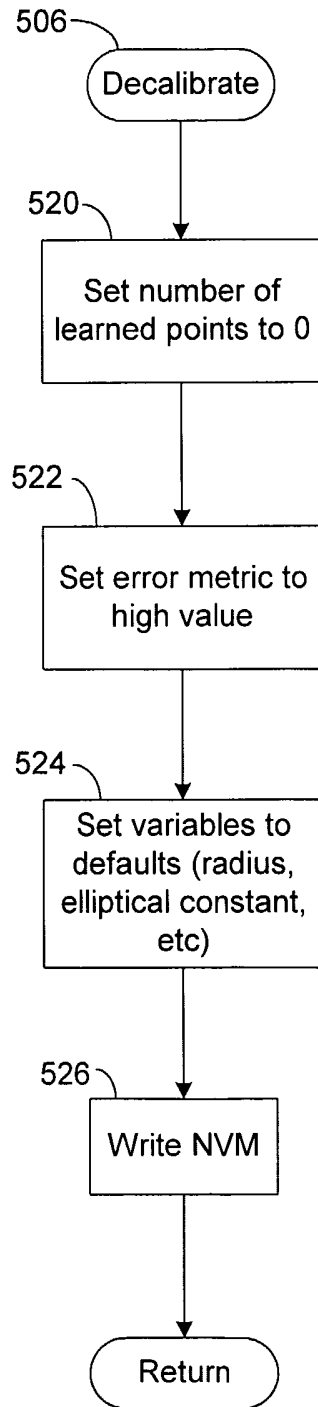 506
Decalibrate
520
Set number of
learned points to 0
522
Set error metric to
high value
524
Set variables to
defaults (radius,
elliptical constant,
etc)
526
Write NVM
Return